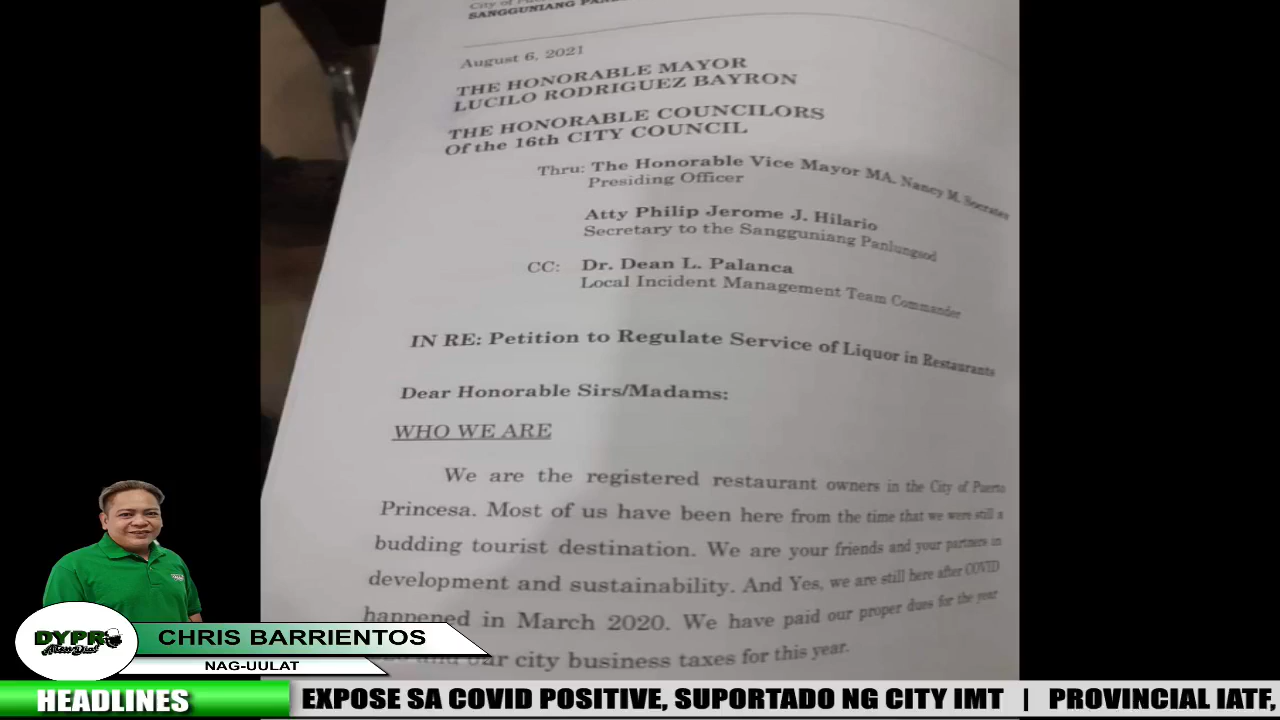 SANGGUNIANG
August 6, 2021
THE HONORABLE MAYOR
LUCILO RODRIGUEZ BAYRON
THE HONORABLE COUNCILORS
Of the 16th CITY COUNCIL
Thru: The Honorable Vice Mayor MA. Nancy M. Socrates
Presiding Officer
Atty Philip Jerome J. Hilario
Secretary to the Sangguniang Panlungsod
CC: Dr. Dean L. Palanca
Local Incident Management Team Commander
IN RE: Petition to Regulate Service of Liquor in Restaurants
Dear Honorable Sirs/Madams:
WHO WE ARE
We are the registered restaurant owners in the City of Puerto
Princesa. Most of us have been here from the time that we were still a
budding tourist destination. We are your friends and your partners in
development and sustainability. And Yes, we are still here after COVID
happened in March 2020. We have paid our proper dues for the year
and our city business taxes for this year.
DYPR
CHRIS BARRIENTOS
NAG-UULAT
HEADLINES EXPOSE SA COVID POSITIVE, SUPORTADO NG CITY IMT | PROVINCIAL IATF,